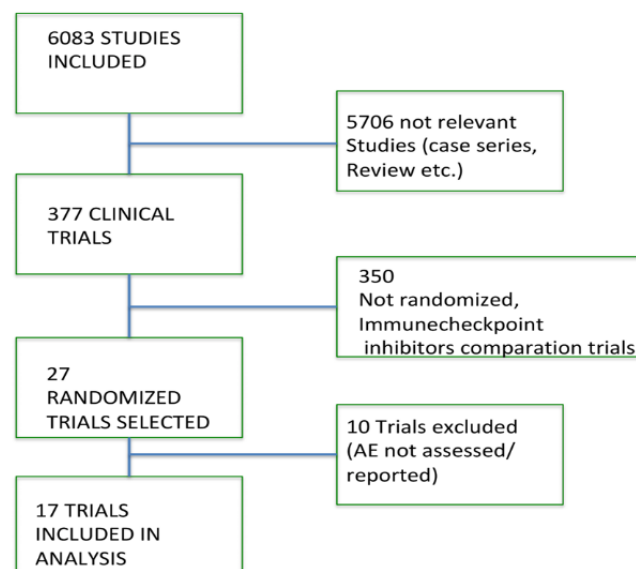 6083 STUDIES
INCLUDED
5706 not relevant
Studies (case series,
Review etc.)
377 CLINICAL
TRIALS
350
Not randomized,
Immunecheckpoint
inhibitors comparation trials
27
RANDOMIZED
TRIALS SELECTED
10 Trials excluded
(AE not assessed/
reported)
17 TRIALS
INCLUDED IN
ANALYSIS